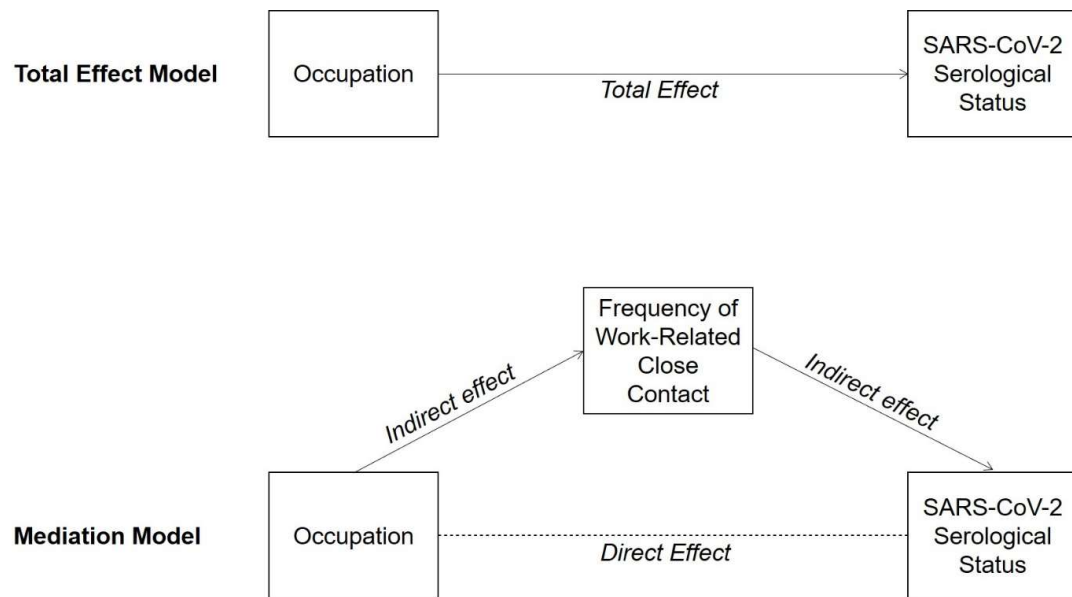 Total Effect Model
Occupation
Total Effect
SARS-CoV-2
Serological
Status
Frequency of
Work-Related
Close
Contact
Indirect effect
Indirect effect
Mediation Model
Occupation
Direct Effect
SARS-CoV-2
Serological
Status